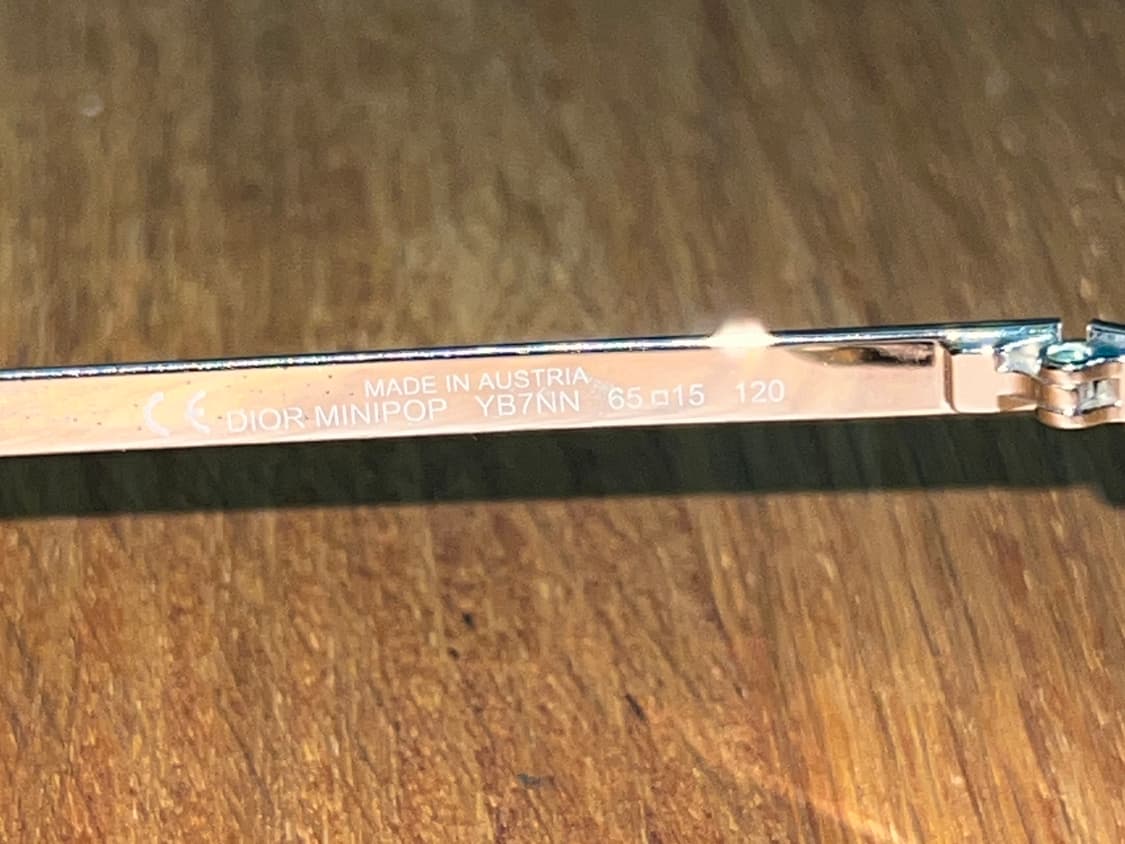 MADE IN AUSTRIA
CE DIOR MINIPOP YB7NN 65□15 120